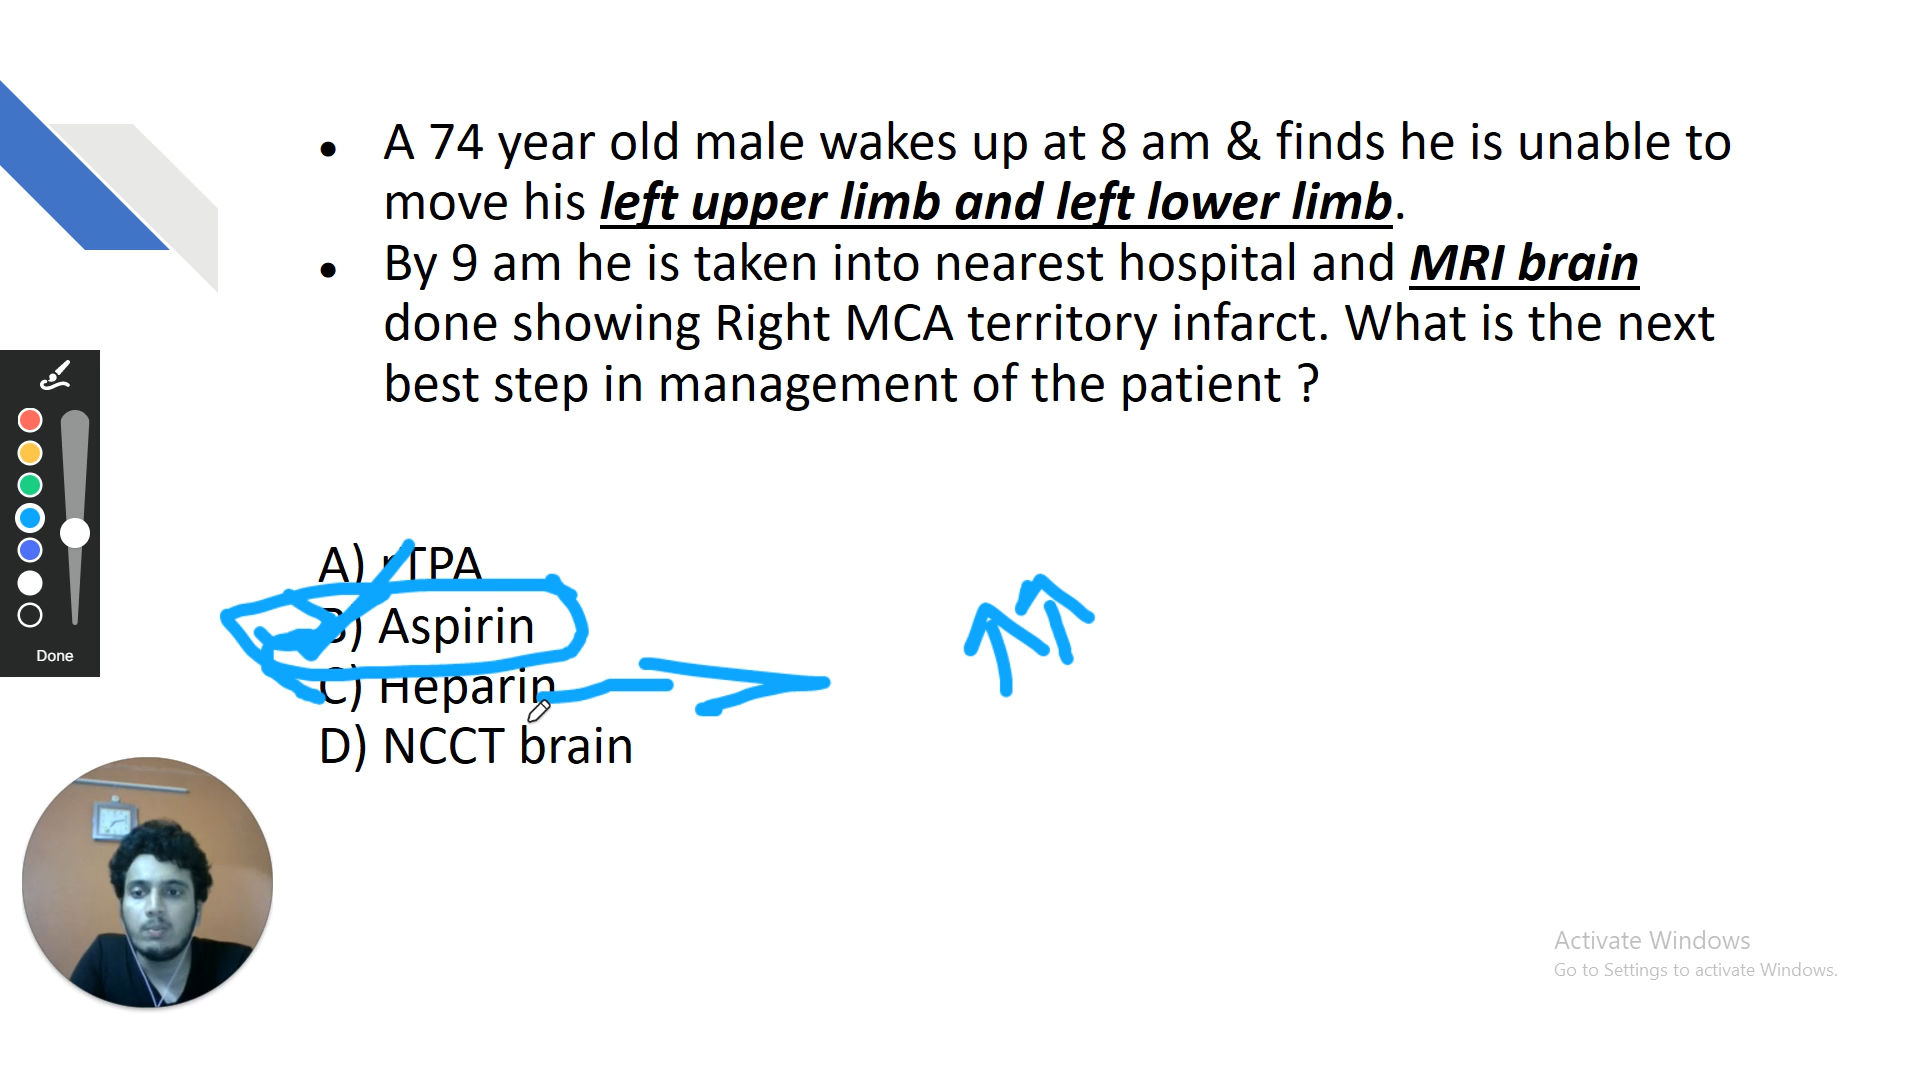 ● A 74 year old male wakes up at 8 am & finds he is unable to
move his left upper limb and left lower limb.
● By 9 am he is taken into nearest hospital and MRI brain
done showing Right MCA territory infarct. What is the next
best step in management of the patient ?
A) rTPA
B) Aspirin
C) Heparin
D) NCCT brain
Done
Activate Windows
Go to Settings to activate Windows.